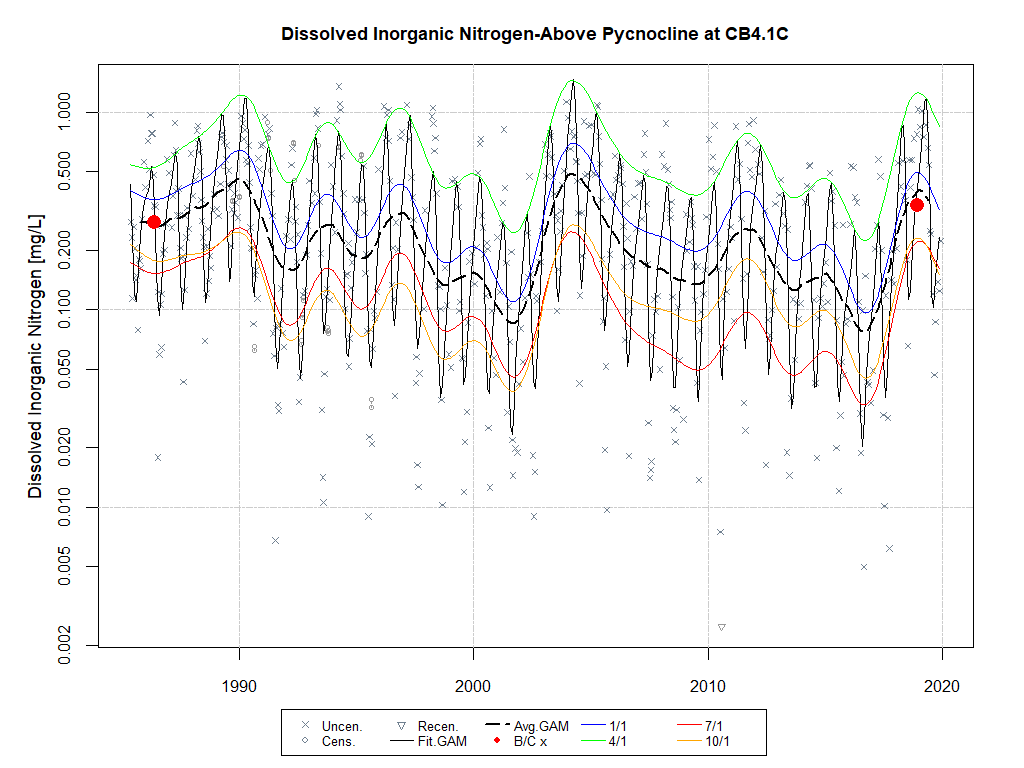 Dissolved Inorganic Nitrogen-Above Pycnocline at CB4.1C
Dissolved Inorganic Nitrogen [mg/L]
1.000
0.500
0.200
0.100
0.050
0.020
0.010
0.005
0.002
1990 2000 2010 2020
Uncen. Recen. Avg.GAM 1/1 7/1
Cens. Fit.GAM B/C x 4/1 10/1